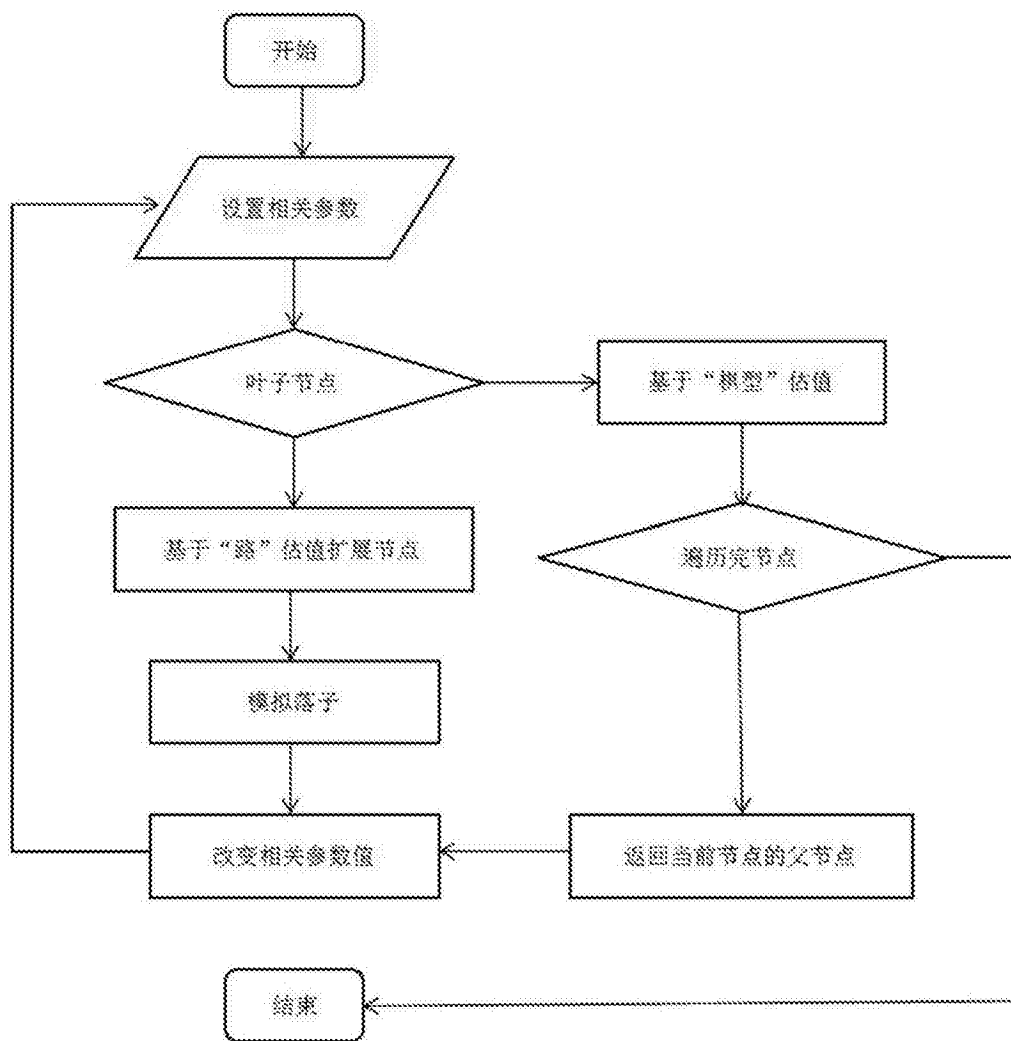 开始
设置相关参数
叶子节点
基于“棋型”估值
基于“路”估值扩展节点
遍历完节点
模拟落子
改变相关参数值
返回当前节点的父节点
结束